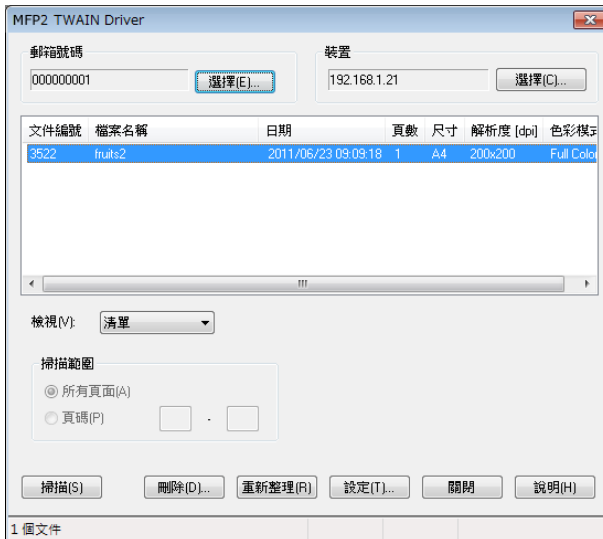 MFP2 TWAIN Driver
郵箱號碼
裝置
000000001
選擇(E)...
192.168.1.21
選擇(C)...
文件編號 檔案名稱 日期 頁數 尺寸 解析度 [dpi] 色彩模式
3522 fruits2 2011/06/23 09:09:18 1 A4 200x200 Full Color
檢視(V):
清單
掃描範圍
所有頁面(A)
頁碼(P)
-
掃描(S)
刪除(D)...
重新整理(R)
設定(T)...
關閉
說明(H)
1 個文件